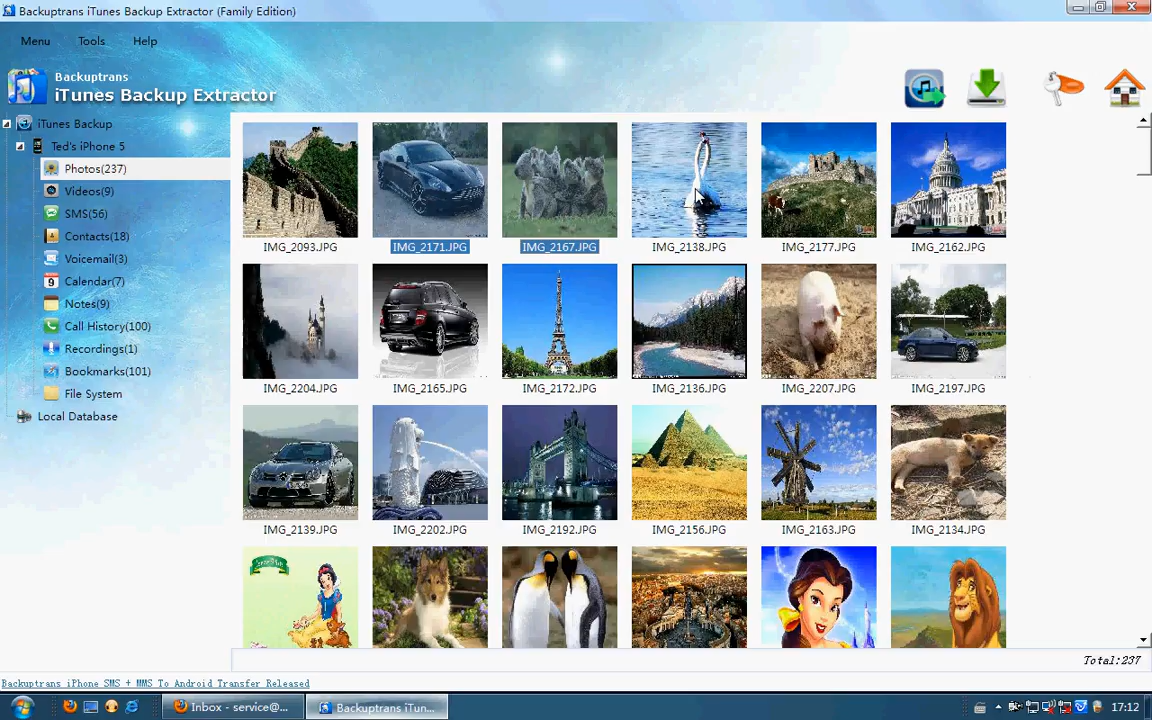 Backuptrans iTunes Backup Extractor (Family Edition)
Menu Tools Help
Backuptrans
iTunes Backup Extractor
iTunes Backup
Ted's iPhone 5
Photos(237)
Videos(9)
SMS(56)
Contacts(18)
Voicemail(3)
Calendar(7)
Notes(9)
Call History(100)
Recordings(1)
Bookmarks(101)
File System
Local Database
IMG_2093.JPG IMG_2171.JPG IMG_2167.JPG IMG_2138.JPG IMG_2177.JPG IMG_2162.JPG
IMG_2204.JPG IMG_2165.JPG IMG_2172.JPG IMG_2136.JPG IMG_2207.JPG IMG_2197.JPG
IMG_2139.JPG IMG_2202.JPG IMG_2192.JPG IMG_2156.JPG IMG_2163.JPG IMG_2134.JPG
Total:237
Backuptrans iPhone SMS + MMS To Android Transfer Released
Inbox - service@... Backuptrans iTun... 17:12